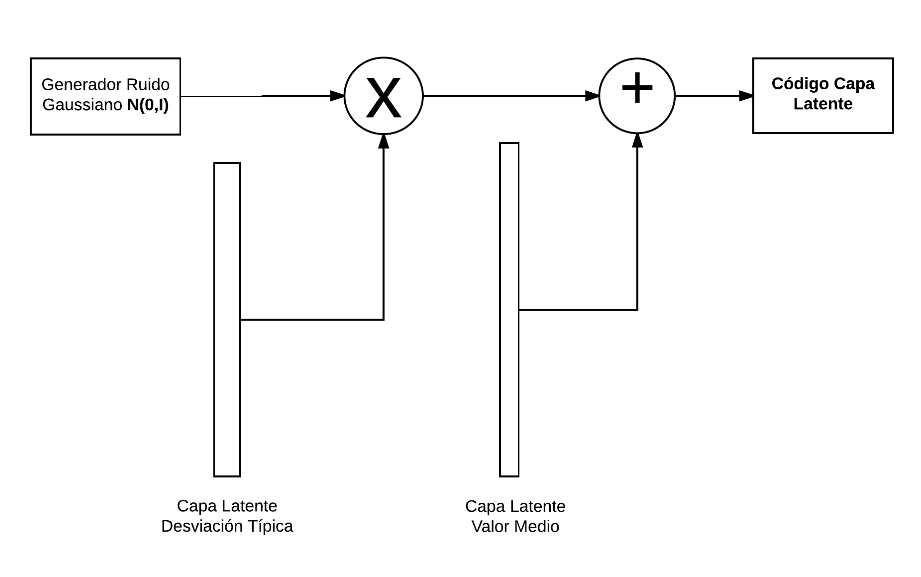 Generador Ruido
Gaussiano N(0,I)
X
+
Código Capa
Latente
Capa Latente
Desviación Típica
Capa Latente
Valor Medio